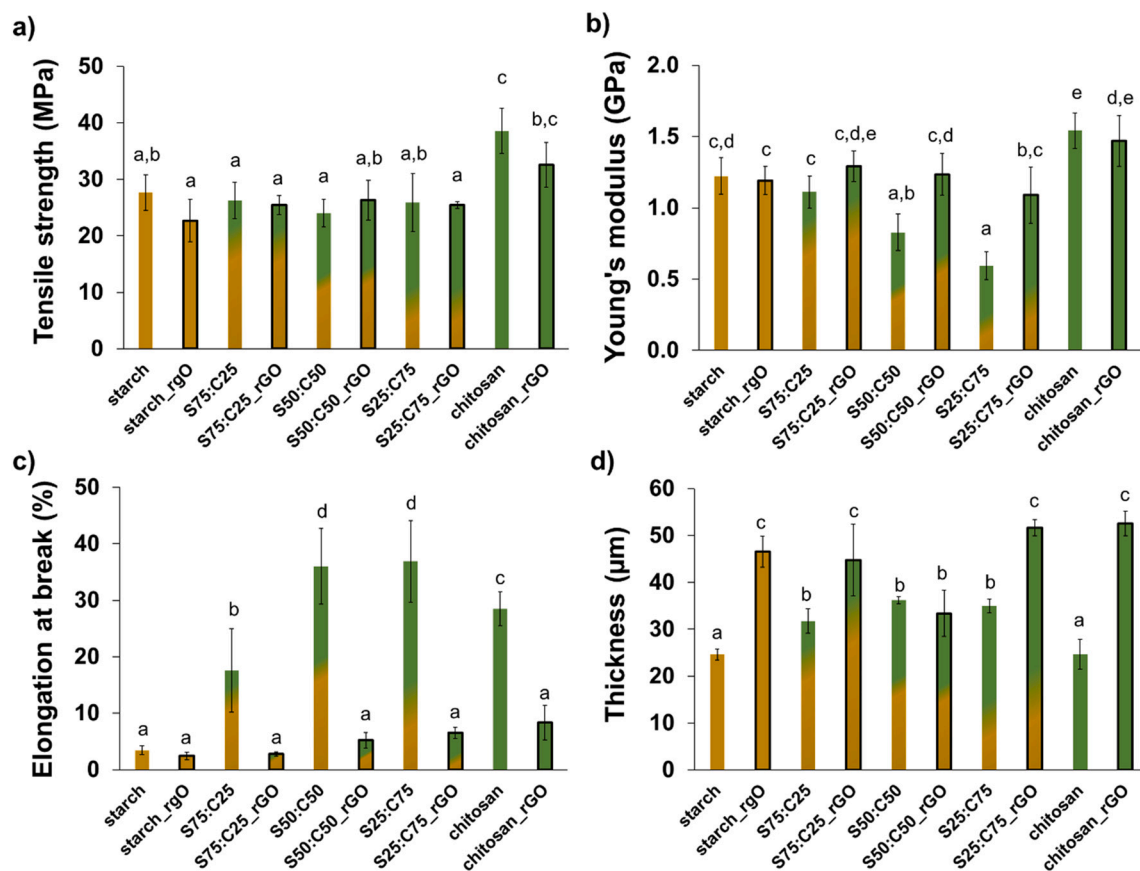 a)
Tensile strength (MPa)
50
40
30
20
10
0
a,b
a
a
a
a
a,b
a,b
a
c
b,c
starch
starch_rgO
S75:C25
S75:C25_rGO
S50:C50
S50:C50_rGO
S25:C75
S25:C75_rGO
chitosan
chitosan_rGO
b)
Young's modulus (GPa)
2.0
1.5
1.0
0.5
0.0
c,d
c
c
c,d,e
a,b
c,d
a
b,c
e
d,e
starch
starch_rgO
S75:C25
S75:C25_rGO
S50:C50
S50:C50_rGO
S25:C75
S25:C75_rGO
chitosan
chitosan_rGO
c)
Elongation at break (%)
50
40
30
20
10
0
a
a
b
a
d
a
d
a
c
a
starch
starch_rgO
S75:C25
S75:C25_rGO
S50:C50
S50:C50_rGO
S25:C75
S25:C75_rGO
chitosan
chitosan_rGO
d)
Thickness (µm)
60
50
40
30
20
10
0
a
c
b
c
b
b
b
c
a
c
starch
starch_rgO
S75:C25
S75:C25_rGO
S50:C50
S50:C50_rGO
S25:C75
S25:C75_rGO
chitosan
chitosan_rGO